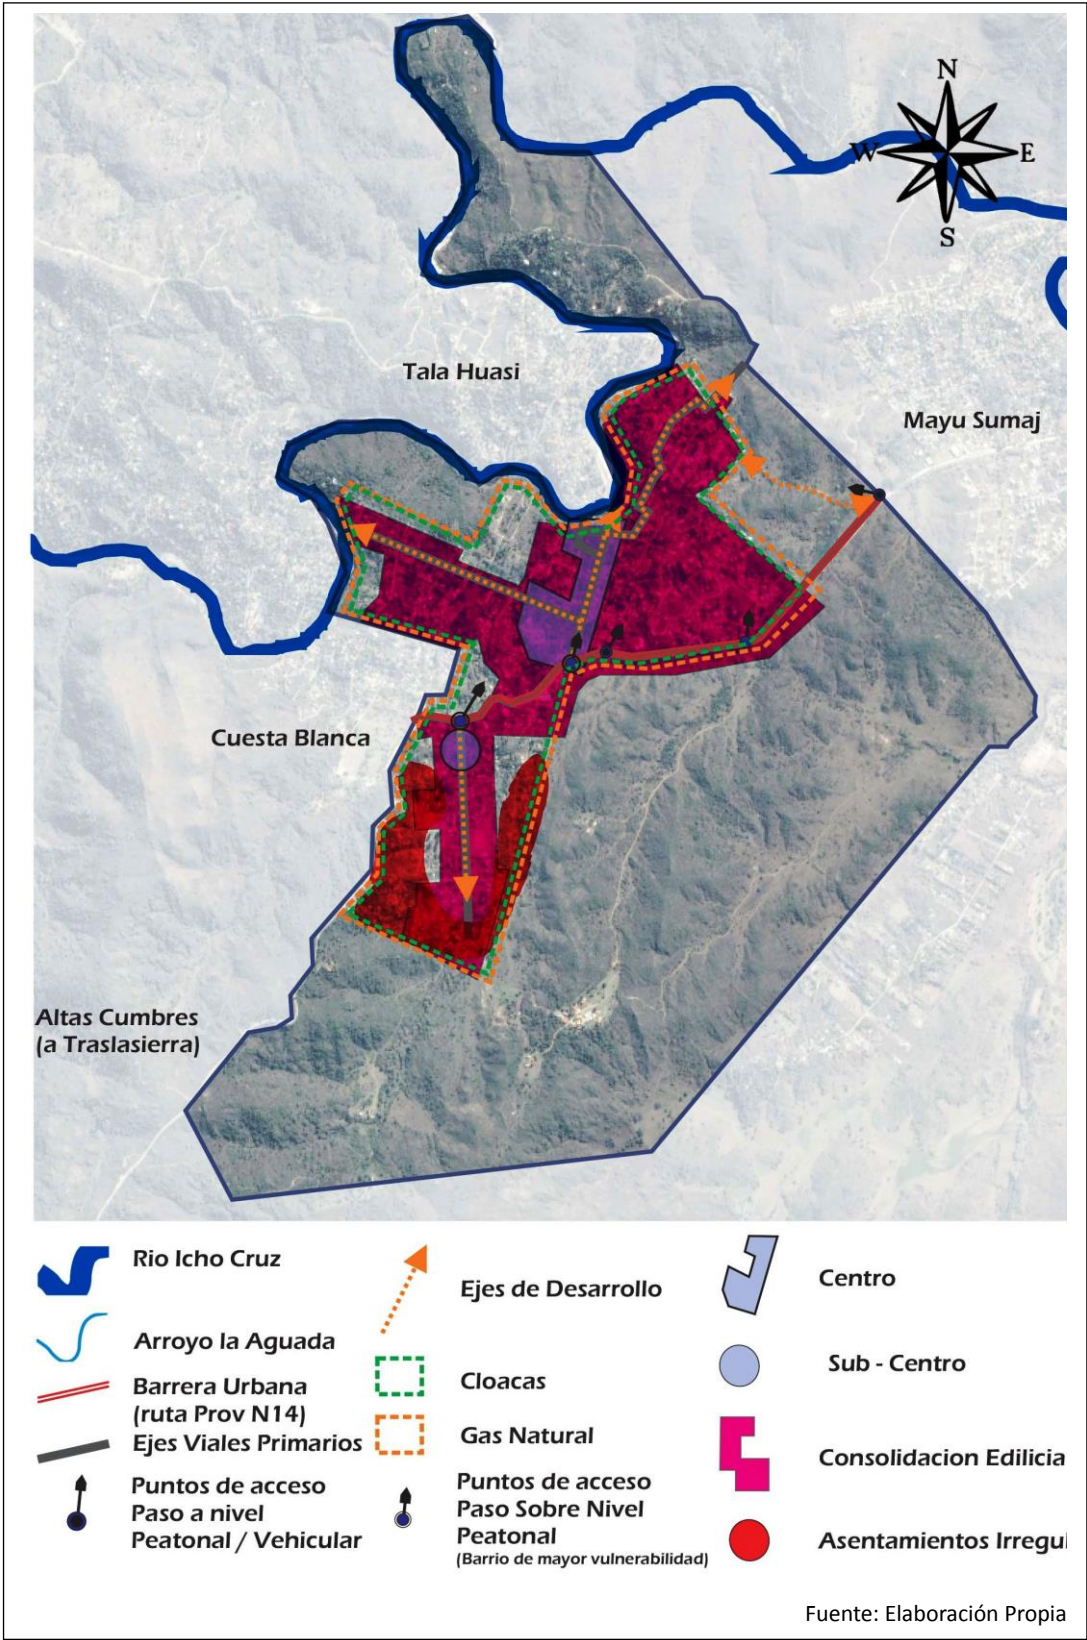 N
W
E
S
Tala Huasi
Mayu Sumaj
Cuesta Blanca
Altas Cumbres
(a Traslasierra)
Rio Icho Cruz
Arroyo la Aguada
Barrera Urbana
(ruta Prov N14)
Ejes Viales Primarios
Puntos de acceso
Paso a nivel
Peatonal / Vehicular
Ejes de Desarrollo
Cloacas
Gas Natural
Puntos de acceso
Paso Sobre Nivel
Peatonal
(Barrio de mayor vulnerabilidad)
Centro
Sub - Centro
Consolidacion Edilicia
Asentamientos Irregul
Fuente: Elaboración Propia